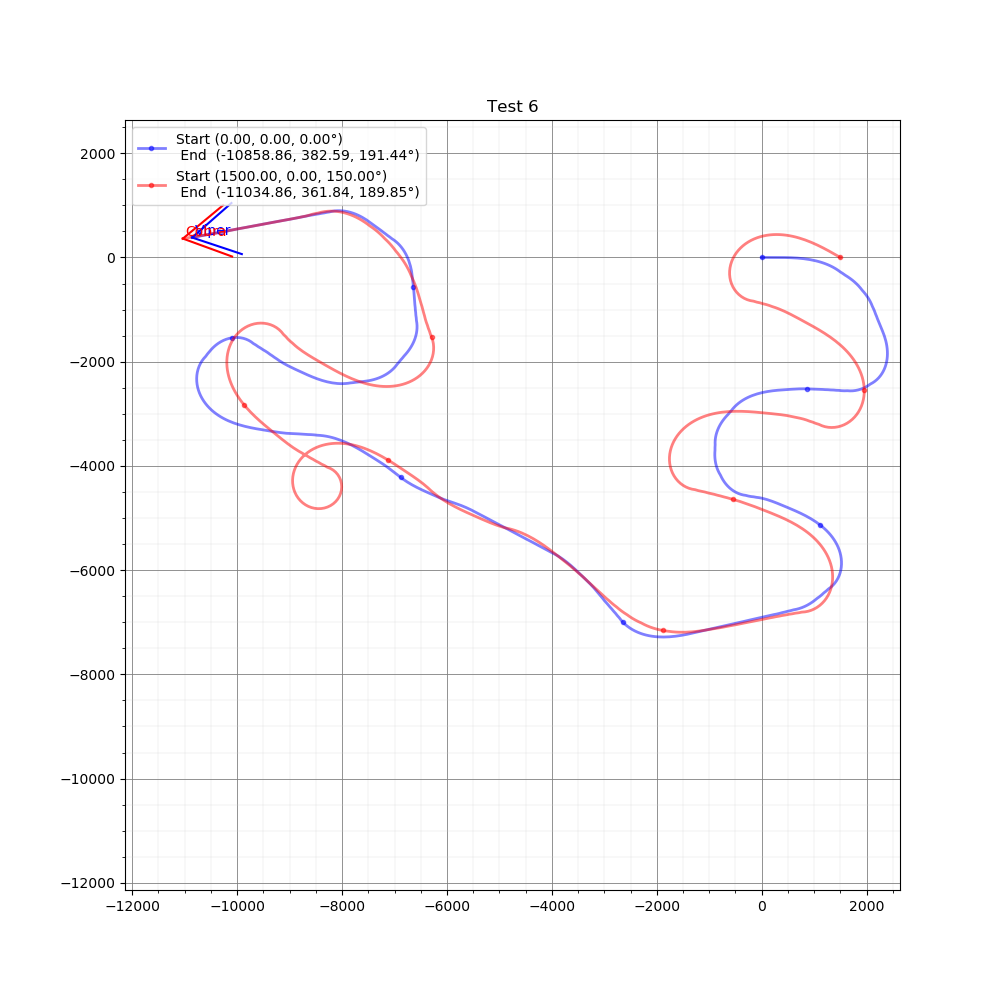 Test 6
Start (0.00, 0.00, 0.00°)
End (-10858.86, 382.59, 191.44°)
Start (1500.00, 0.00, 150.00°)
End (-11034.86, 361.84, 189.85°)
2000
0
−2000
−4000
−6000
−8000
−10000
−12000
−12000 −10000 −8000 −6000 −4000 −2000 0 2000